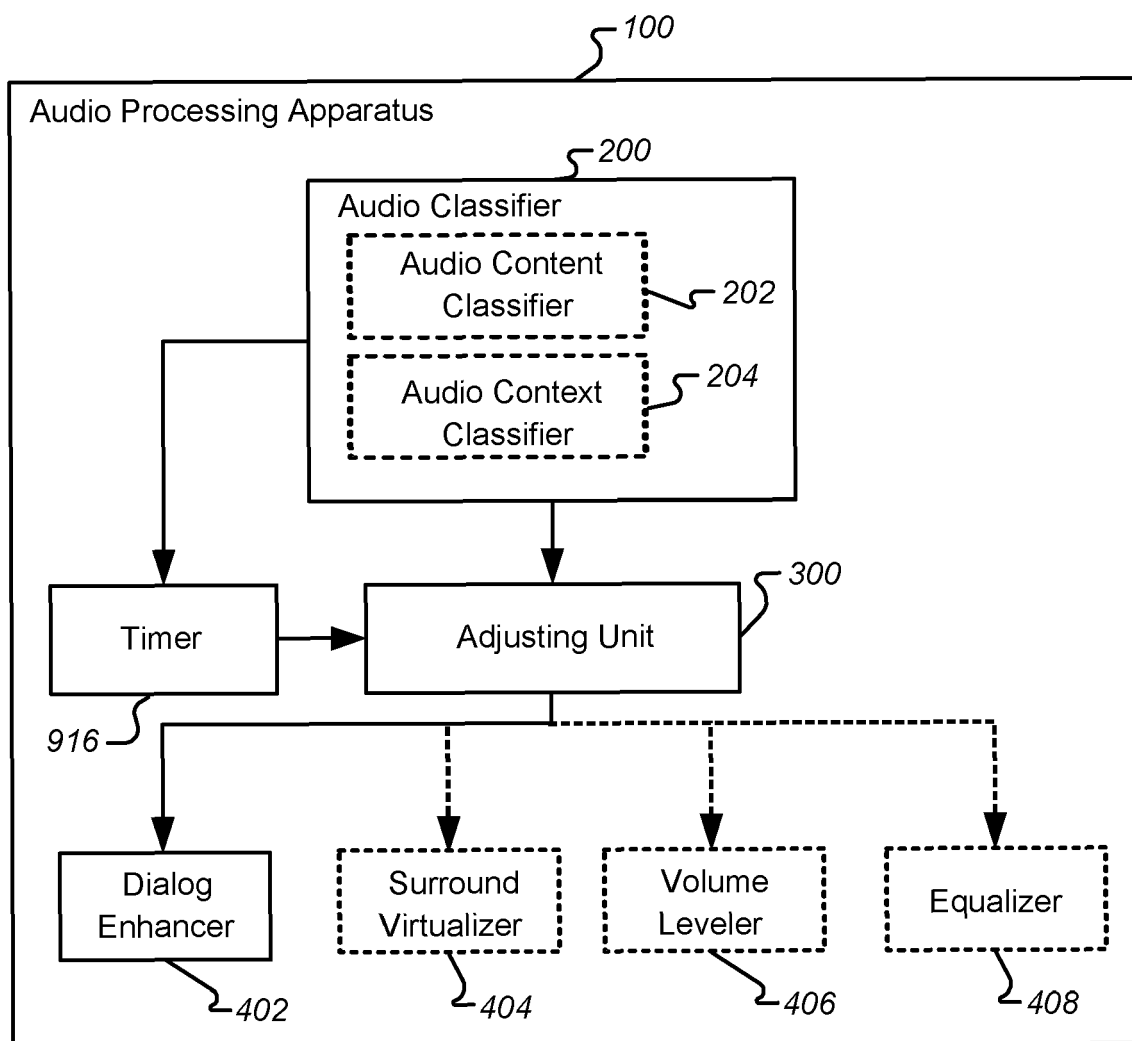 100
Audio Processing Apparatus
200
Audio Classifier
Audio Content
Classifier
202
Audio Context
Classifier
204
300
Timer
Adjusting Unit
916
Dialog
Enhancer
Surround
Virtualizer
Volume
Leveler
Equalizer
402
404
406
408